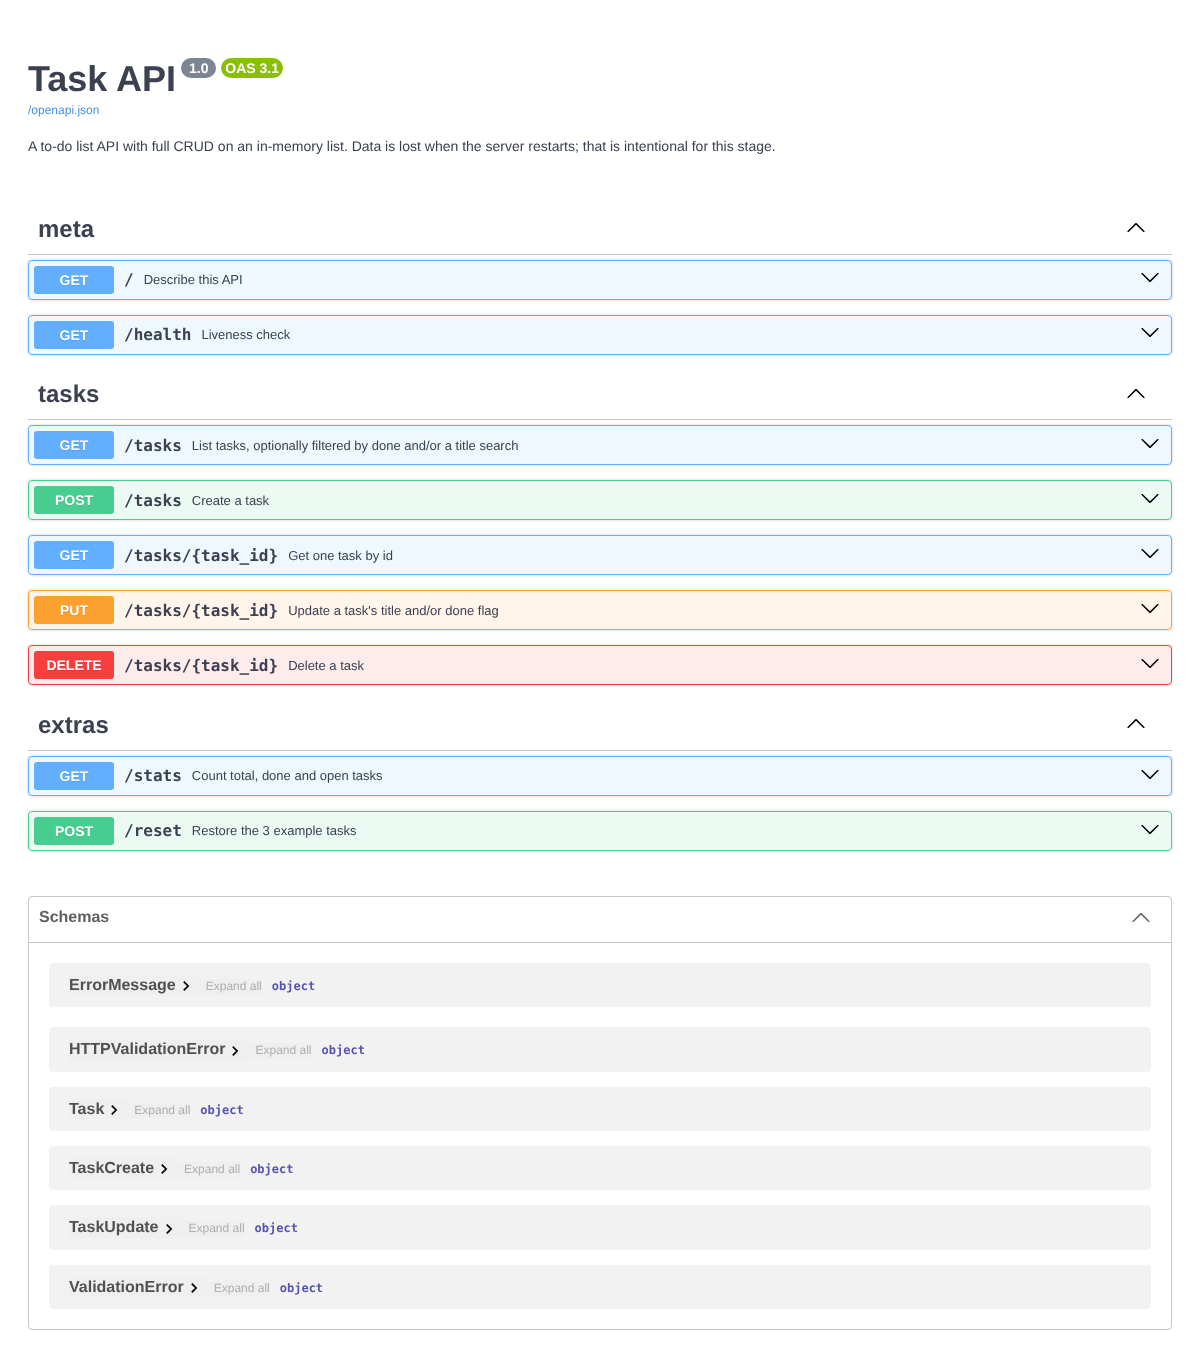 Task API 1.0 OAS 3.1
/openapi.json
A to-do list API with full CRUD on an in-memory list. Data is lost when the server restarts; that is intentional for this stage.
meta
GET / Describe this API
GET /health Liveness check
tasks
GET /tasks List tasks, optionally filtered by done and/or a title search
POST /tasks Create a task
GET /tasks/{task_id} Get one task by id
PUT /tasks/{task_id} Update a task's title and/or done flag
DELETE /tasks/{task_id} Delete a task
extras
GET /stats Count total, done and open tasks
POST /reset Restore the 3 example tasks
Schemas
ErrorMessage Expand all object
HTTPValidationError Expand all object
Task Expand all object
TaskCreate Expand all object
TaskUpdate Expand all object
ValidationError Expand all object